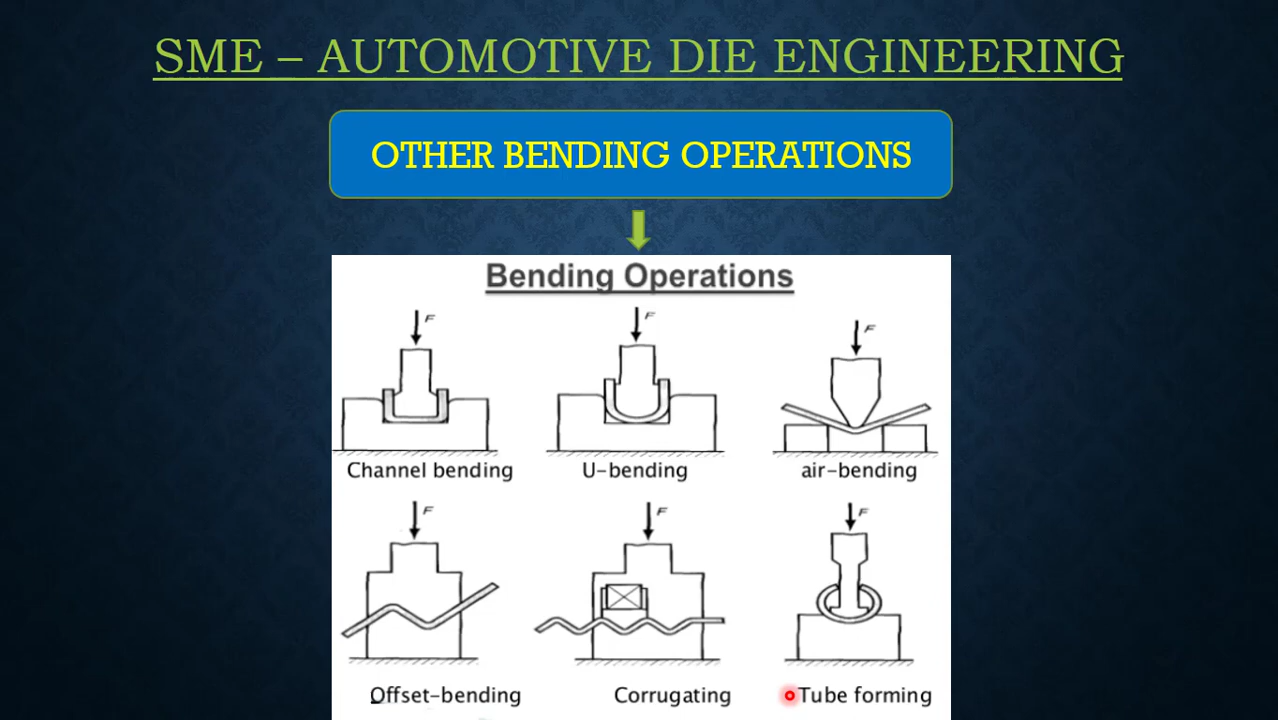 SME – AUTOMOTIVE DIE ENGINEERING
OTHER BENDING OPERATIONS
Bending Operations
F F F
Channel bending U-bending air-bending
F F F
Offset-bending Corrugating Tube forming